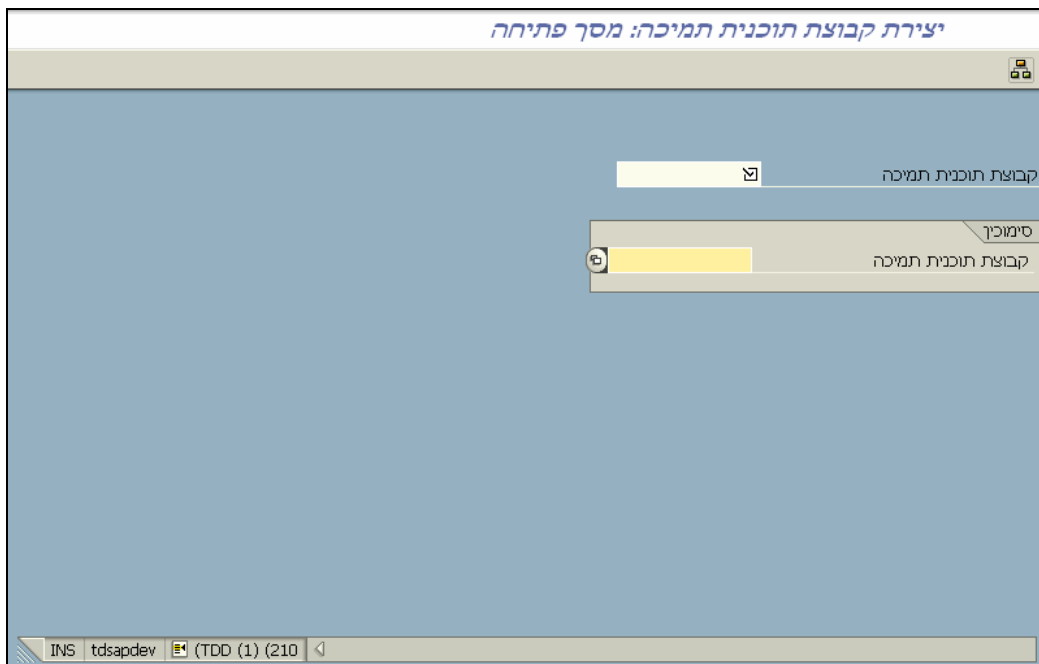 יצירת קבוצת תוכנית תמיכה: מסך פתיחה
קבוצת תוכנית תמיכה
סימוכין
קבוצת תוכנית תמיכה
INS tdsapdev (TDD (1) (210